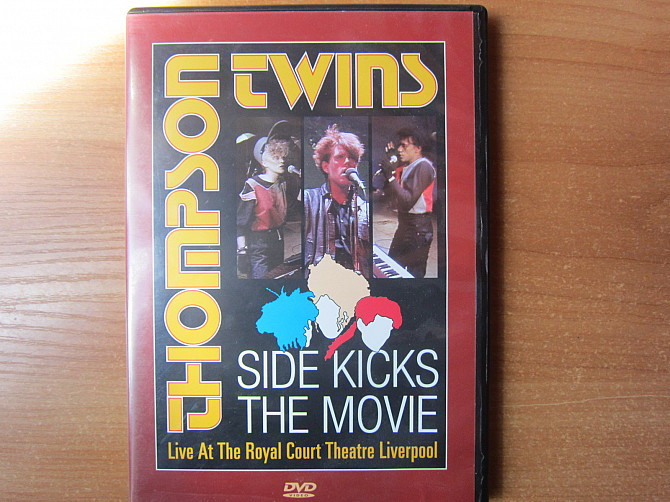 THOMPSON
TWINS
SIDE KICKS
THE MOVIE
Live At The Royal Court Theatre Liverpool
DVD
VIDEO